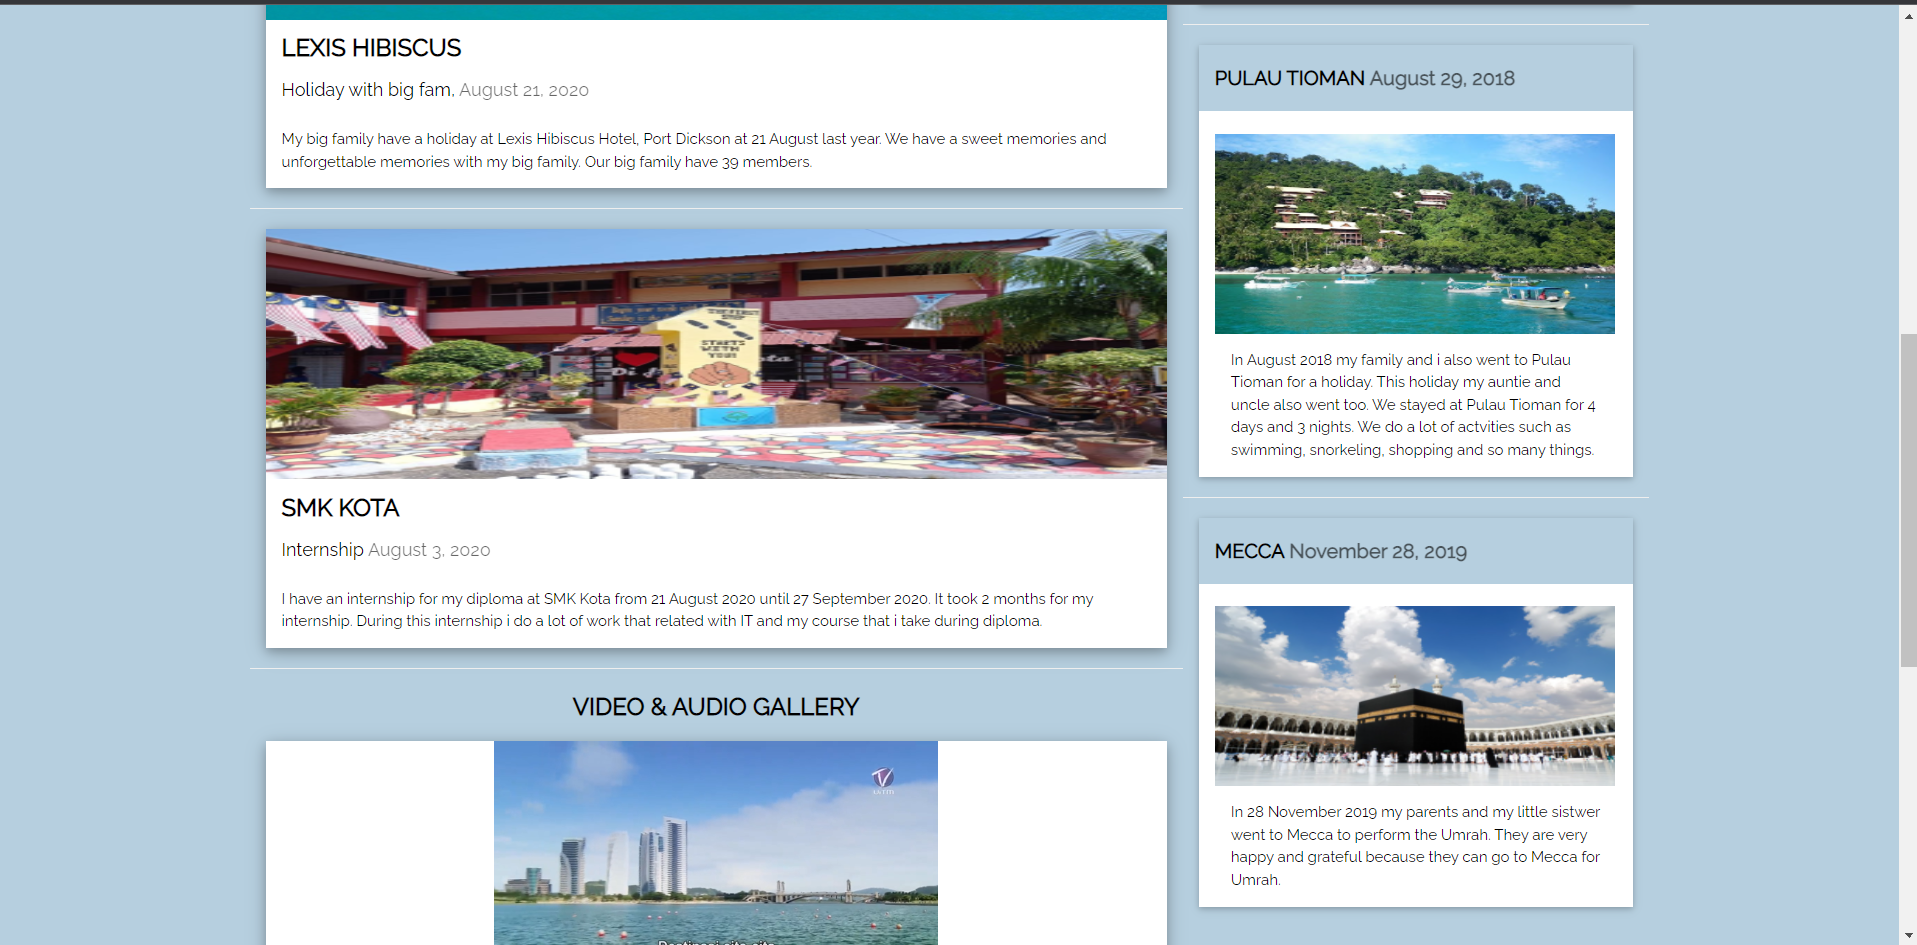 LEXIS HIBISCUS
Holiday with big fam, August 21, 2020
My big family have a holiday at Lexis Hibiscus Hotel, Port Dickson at 21 August last year. We have a sweet memories and
unforgettable memories with my big family. Our big family have 39 members.
STARTS
WITH
YOU!
SMK KOTA
Internship August 3, 2020
I have an internship for my diploma at SMK Kota from 21 August 2020 until 27 September 2020. It took 2 months for my
internship. During this internship i do a lot of work that related with IT and my course that i take during diploma.
VIDEO & AUDIO GALLERY
UiTM
PULAU TIOMAN August 29, 2018
In August 2018 my family and i also went to Pulau
Tioman for a holiday. This holiday my auntie and
uncle also went too. We stayed at Pulau Tioman for 4
days and 3 nights. We do a lot of actvities such as
swimming, snorkeling, shopping and so many things.
MECCA November 28, 2019
In 28 November 2019 my parents and my little sistwer
went to Mecca to perform the Umrah. They are very
happy and grateful because they can go to Mecca for
Umrah.